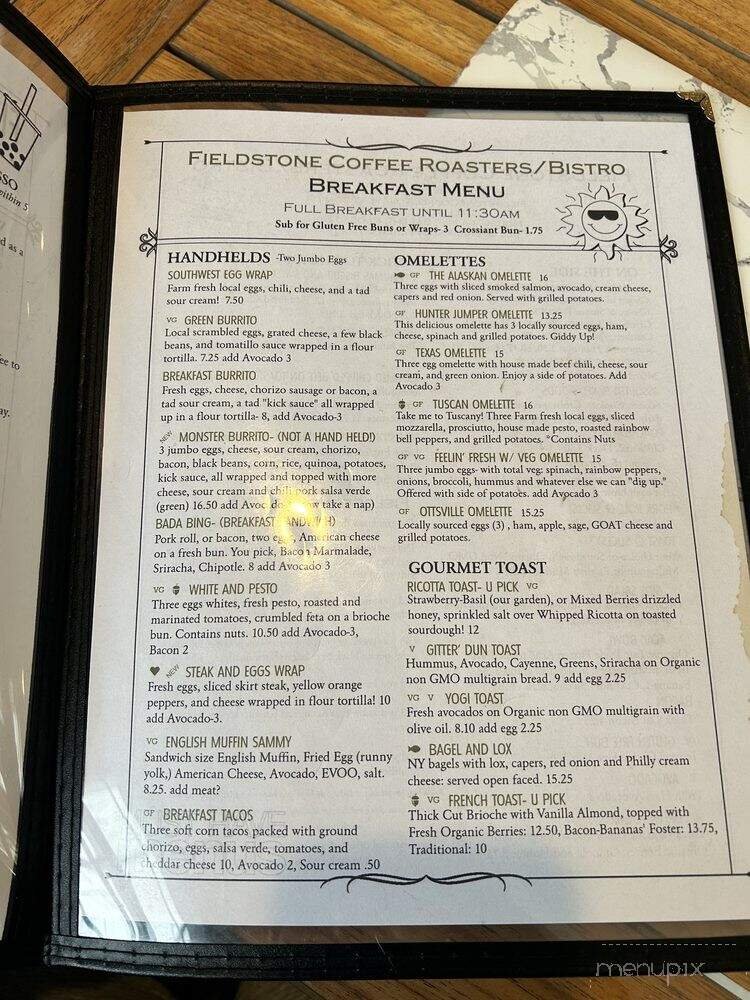 SSO
within 5
d as a
ee to
ay.
FIELDSTONE COFFEE ROASTERS/BISTRO
BREAKFAST MENU
FULL BREAKFAST UNTIL 11:30AM
Sub for Gluten Free Buns or Wraps- 3 Crossiant Bun- 1.75
HANDHELDS -Two Jumbo Eggs
SOUTHWEST EGG WRAP
Farm fresh local eggs, chili, cheese, and a tad
sour cream! 7.50
VG GREEN BURRITO
Local scrambled eggs, grated cheese, a few black
beans, and tomatillo sauce wrapped in a flour
tortilla. 7.25 add Avocado 3
BREAKFAST BURRITO
Fresh eggs, cheese, chorizo sausage or bacon, a
tad sour cream, a tad "kick sauce" all wrapped
up in a flour tortilla- 8, add Avocado-3
NEW MONSTER BURRITO- (NOT A HAND HELD!)
3 jumbo eggs, cheese, sour cream, chorizo,
bacon, black beans, corn, rice, quinoa, potatoes,
kick sauce, all wrapped and topped with more
cheese, sour cream and chili pork salsa verde
(green) 16.50 add Avocado take a nap)
BADA BING- (BREAKFAST SANDWICH)
Pork roll, or bacon, two eggs, American cheese
on a fresh bun. You pick, Bacon Marmalade,
Sriracha, Chipotle. 8 add Avocado 3
VG WHITE AND PESTO
Three eggs whites, fresh pesto, roasted and
marinated tomatoes, crumbled feta on a brioche
bun. Contains nuts. 10.50 add Avocado-3,
Bacon 2
NEW STEAK AND EGGS WRAP
Fresh eggs, sliced skirt steak, yellow orange
peppers, and cheese wrapped in flour tortilla! 10
add Avocado-3.
VG ENGLISH MUFFIN SAMMY
Sandwich size English Muffin, Fried Egg (runny
yolk,) American Cheese, Avocado, EVOO, salt.
8.25. add meat?
GF BREAKFAST TACOS
Three soft corn tacos packed with ground
chorizo, eggs, salsa verde, tomatoes, and
cheddar cheese 10, Avocado 2, Sour cream .50
OMELETTES
GF THE ALASKAN OMELETTE 16
Three eggs with sliced smoked salmon, avocado, cream cheese,
capers and red onion. Served with grilled potatoes.
GF HUNTER JUMPER OMELETTE 13.25
This delicious omelette has 3 locally sourced eggs, ham,
cheese, spinach and grilled potatoes. Giddy Up!
GF TEXAS OMELETTE 15
Three egg omelette with house made beef chili, cheese, sour
cream, and green onion. Enjoy a side of potatoes. Add
Avocado 3
GF TUSCAN OMELETTE 16
Take me to Tuscany! Three Farm fresh local eggs, sliced
mozzarella, prosciutto, house made pesto, roasted rainbow
bell peppers, and grilled potatoes. *Contains Nuts
GF VG FEELIN' FRESH W/ VEG OMELETTE 15
Three jumbo eggs- with total veg: spinach, rainbow peppers,
onions, broccoli, hummus and whatever else we can "dig up."
Offered with side of potatoes. add Avocado 3
GF OTTSVILLE OMELETTE 15.25
Locally sourced eggs (3) , ham, apple, sage, GOAT cheese and
grilled potatoes.
GOURMET TOAST
RICOTTA TOAST- U PICK VG
Strawberry-Basil (our garden), or Mixed Berries drizzled
honey, sprinkled salt over Whipped Ricotta on toasted
sourdough! 12
V GITTER' DUN TOAST
Hummus, Avocado, Cayenne, Greens, Sriracha on Organic
non GMO multigrain bread. 9 add egg 2.25
VG V YOGI TOAST
Fresh avocados on Organic non GMO multigrain with
olive oil. 8.10 add egg 2.25
BAGEL AND LOX
NY bagels with lox, capers, red onion and Philly cream
cheese: served open faced. 15.25
VG FRENCH TOAST- U PICK
Thick Cut Brioche with Vanilla Almond, topped with
Fresh Organic Berries: 12.50, Bacon-Bananas' Foster: 13.75,
Traditional: 10
menupix